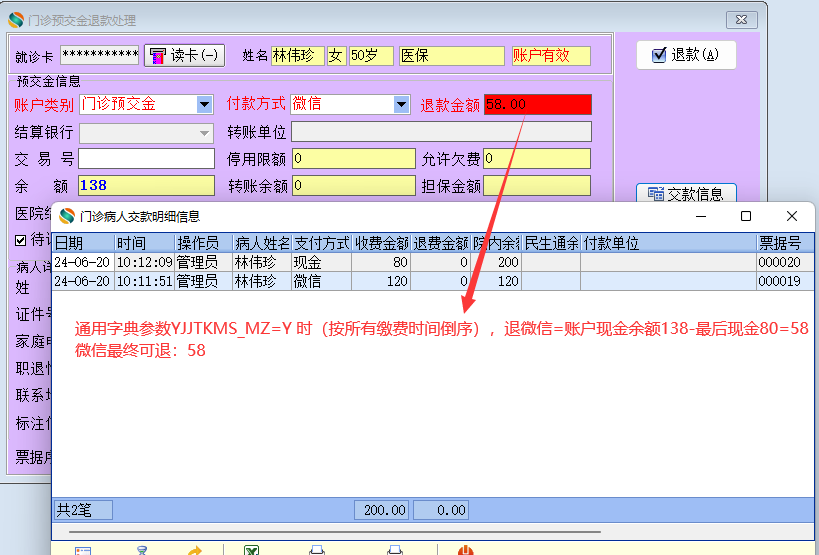 门诊预交金退款处理
就诊卡 *********** 读卡(-) 姓名 林伟珍 女 50岁 医保 账户有效 退款(A)
预交金信息
账户类别 门诊预交金 付款方式 微信 退款金额 58.00
结算银行 转账单位
交 易 号 停用限额 0 允许欠费 0
余 额 138 转账余额 0 担保金额
交款信息
医院
待
病人
姓
证件
家庭
职退
联系
标注
票据
门诊病人交款明细信息
日期 时间 操作员 病人姓名 支付方式 收费金额 退费金额 院内余 民生通余 付款单位 票据号
24-06-20 10:12:09 管理员 林伟珍 现金 80 0 200 000020
24-06-20 10:11:51 管理员 林伟珍 微信 120 0 120 000019
通用字典参数YJJTKMS_MZ=Y 时（按所有缴费时间倒序），退微信=账户现金余额138-最后现金80=58
微信最终可退：58
共2笔 200.00 0.00